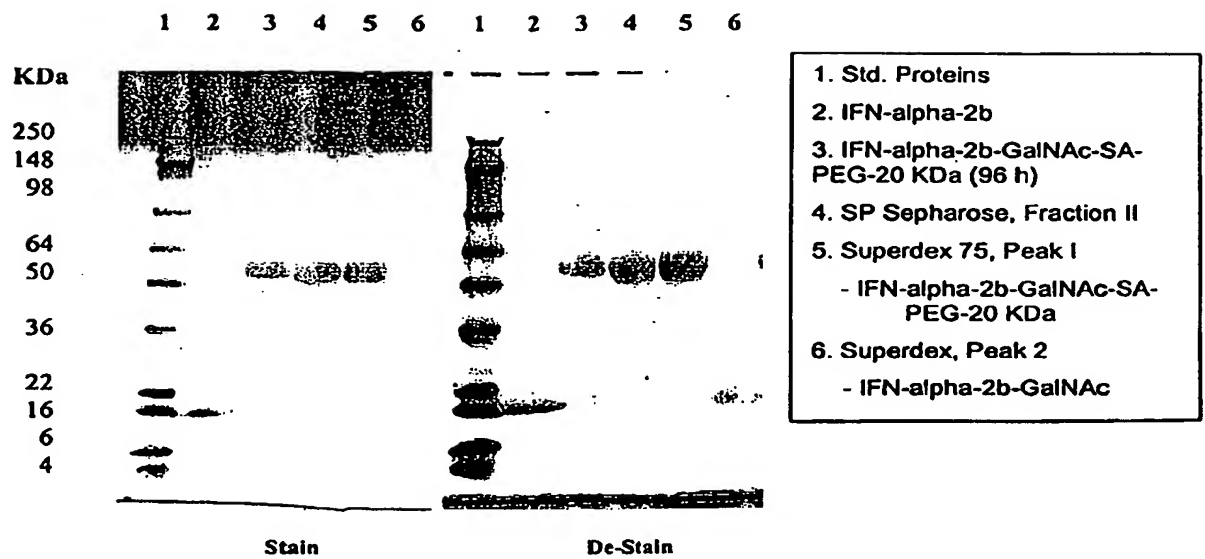 1 2 3 4 5 6
1 2 3 4 5 6
KDa
250
148
98
64
50
36
22
16
6
4
Stain
De-Stain
1. Std. Proteins
2. IFN-alpha-2b
3. IFN-alpha-2b-GalNAc-SA-
PEG-20 KDa (96 h)
4. SP Sepharose, Fraction II
5. Superdex 75, Peak I
- IFN-alpha-2b-GalNAc-SA-
PEG-20 KDa
6. Superdex, Peak 2
- IFN-alpha-2b-GalNAc